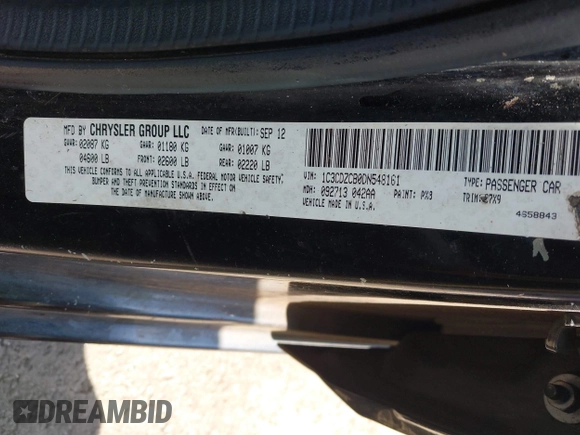 MFD BY CHRYSLER GROUP LLC DATE OF MFR(BUILT): SEP 12
GVWR: 02087 KG GAWR: 01180 KG GAWR: 01007 KG
04600 LB FRONT: 02600 LB REAR: 02220 LB
THIS VEHICLE CONFORMS TO ALL APPLICABLE U.S.A. FEDERAL MOTOR VEHICLE SAFETY,
BUMPER AND THEFT PREVENTION STANDARDS IN EFFECT ON THE DATE OF MANUFACTURE SHOWN
ABOVE.
VIN: 1C3CDZCB0DN548161 TYPE: PASSENGER CAR
MDH: 092713 042AA PAINT: PX8 TRIM: E7X9
VEHICLE MADE IN U.S.A. 4658843
DREAMBID